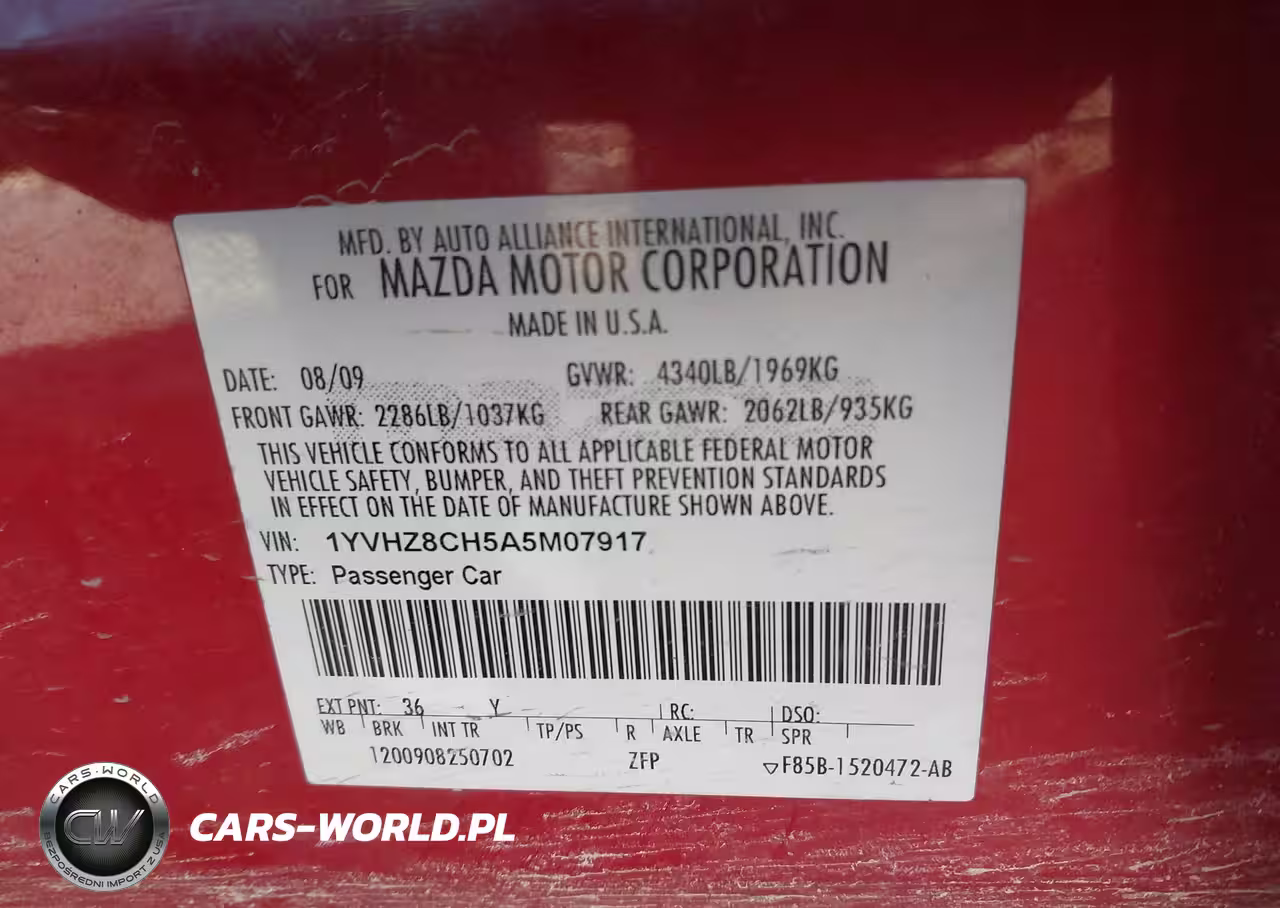 MFD. BY AUTO ALLIANCE INTERNATIONAL, INC.
FOR MAZDA MOTOR CORPORATION
MADE IN U.S.A.
DATE: 08/09 GVWR: 4340LB/1969KG
FRONT GAWR: 2286LB/1037KG REAR GAWR: 2062LB/935KG
THIS VEHICLE CONFORMS TO ALL APPLICABLE FEDERAL MOTOR
VEHICLE SAFETY, BUMPER, AND THEFT PREVENTION STANDARDS
IN EFFECT ON THE DATE OF MANUFACTURE SHOWN ABOVE.
VIN: 1YVHZ8CH5A5M07917
TYPE: Passenger Car
EXT PNT: 36 Y RC: DSO:
WB BRK INT TR TP/PS R AXLE TR SPR
1200908250702 ZFP F85B-1520472-AB
CARS-WORLD
CW
BEZPOŚREDNI IMPORT Z USA
CARS-WORLD.PL